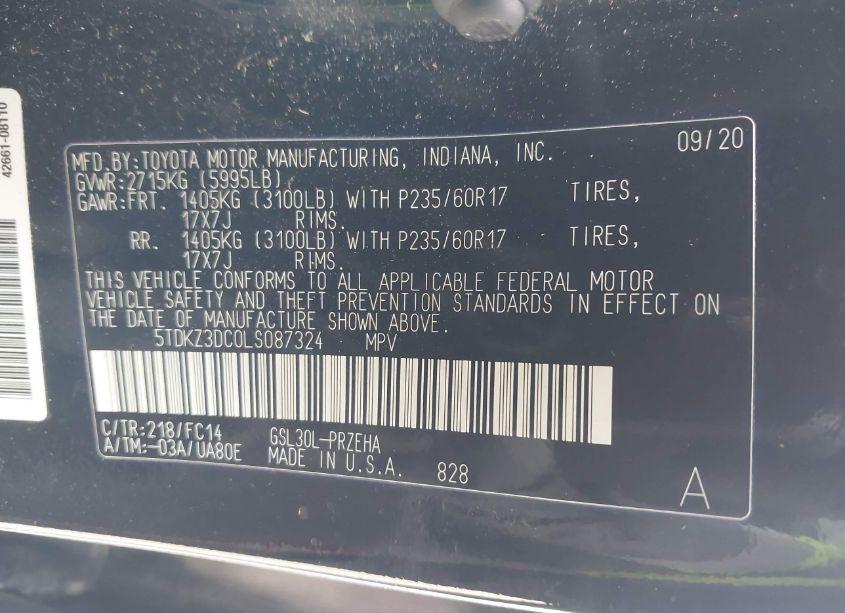 42661-08110
09/20
MFD.BY:TOYOTA MOTOR MANUFACTURING, INDIANA, INC.
GVWR:2715KG (5995LB)
GAWR:FRT. 1405KG (3100LB) WITH P235/60R17 TIRES,
17X7J RIMS.
RR. 1405KG (3100LB) WITH P235/60R17 TIRES,
17X7J RIMS.
THIS VEHICLE CONFORMS TO ALL APPLICABLE FEDERAL MOTOR
VEHICLE SAFETY AND THEFT PREVENTION STANDARDS IN EFFECT ON
THE DATE OF MANUFACTURE SHOWN ABOVE.
5TDKZ3DC0LS087324 MPV
C/TR:218/FC14 GSL30L-PRZEHA
A/TM:-03A/UA80E MADE IN U.S.A. 828
A